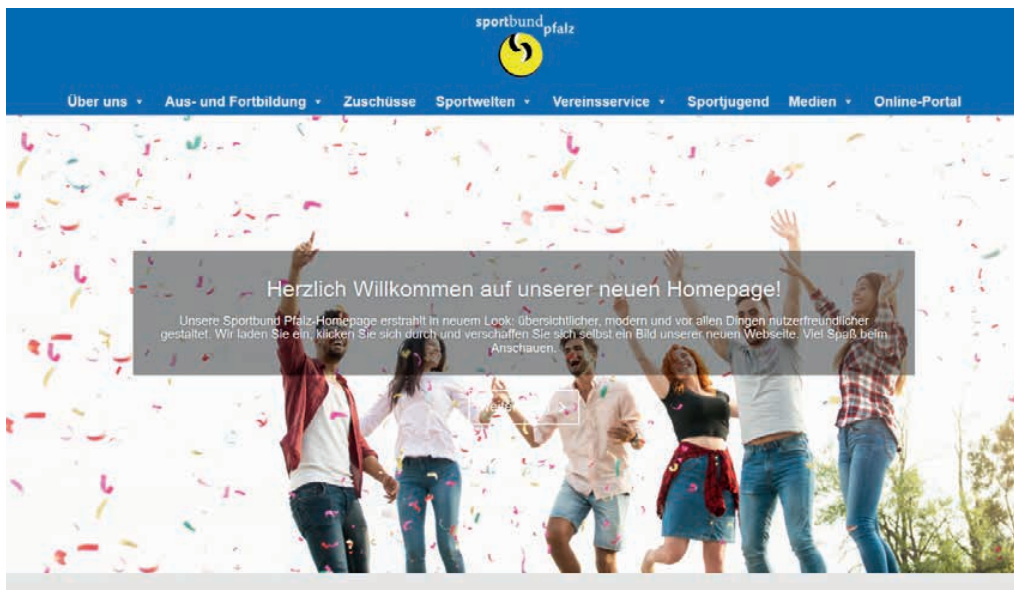 sportbund
pfalz
Über uns Aus- und Fortbildung Zuschüsse Sportwelten Vereinsservice Sportjugend Medien Online-Portal
Herzlich Willkommen auf unserer neuen Homepage!
Unsere Sportbund Pfalz-Homepage erstrahlt in neuem Look: übersichtlicher, modern und vor allen Dingen nutzerfreundlicher
gestaltet. Wir laden Sie ein, klicken Sie sich durch und verschaffen Sie sich selbst ein Bild unserer neuen Webseite. Viel Spaß beim
Anschauen.